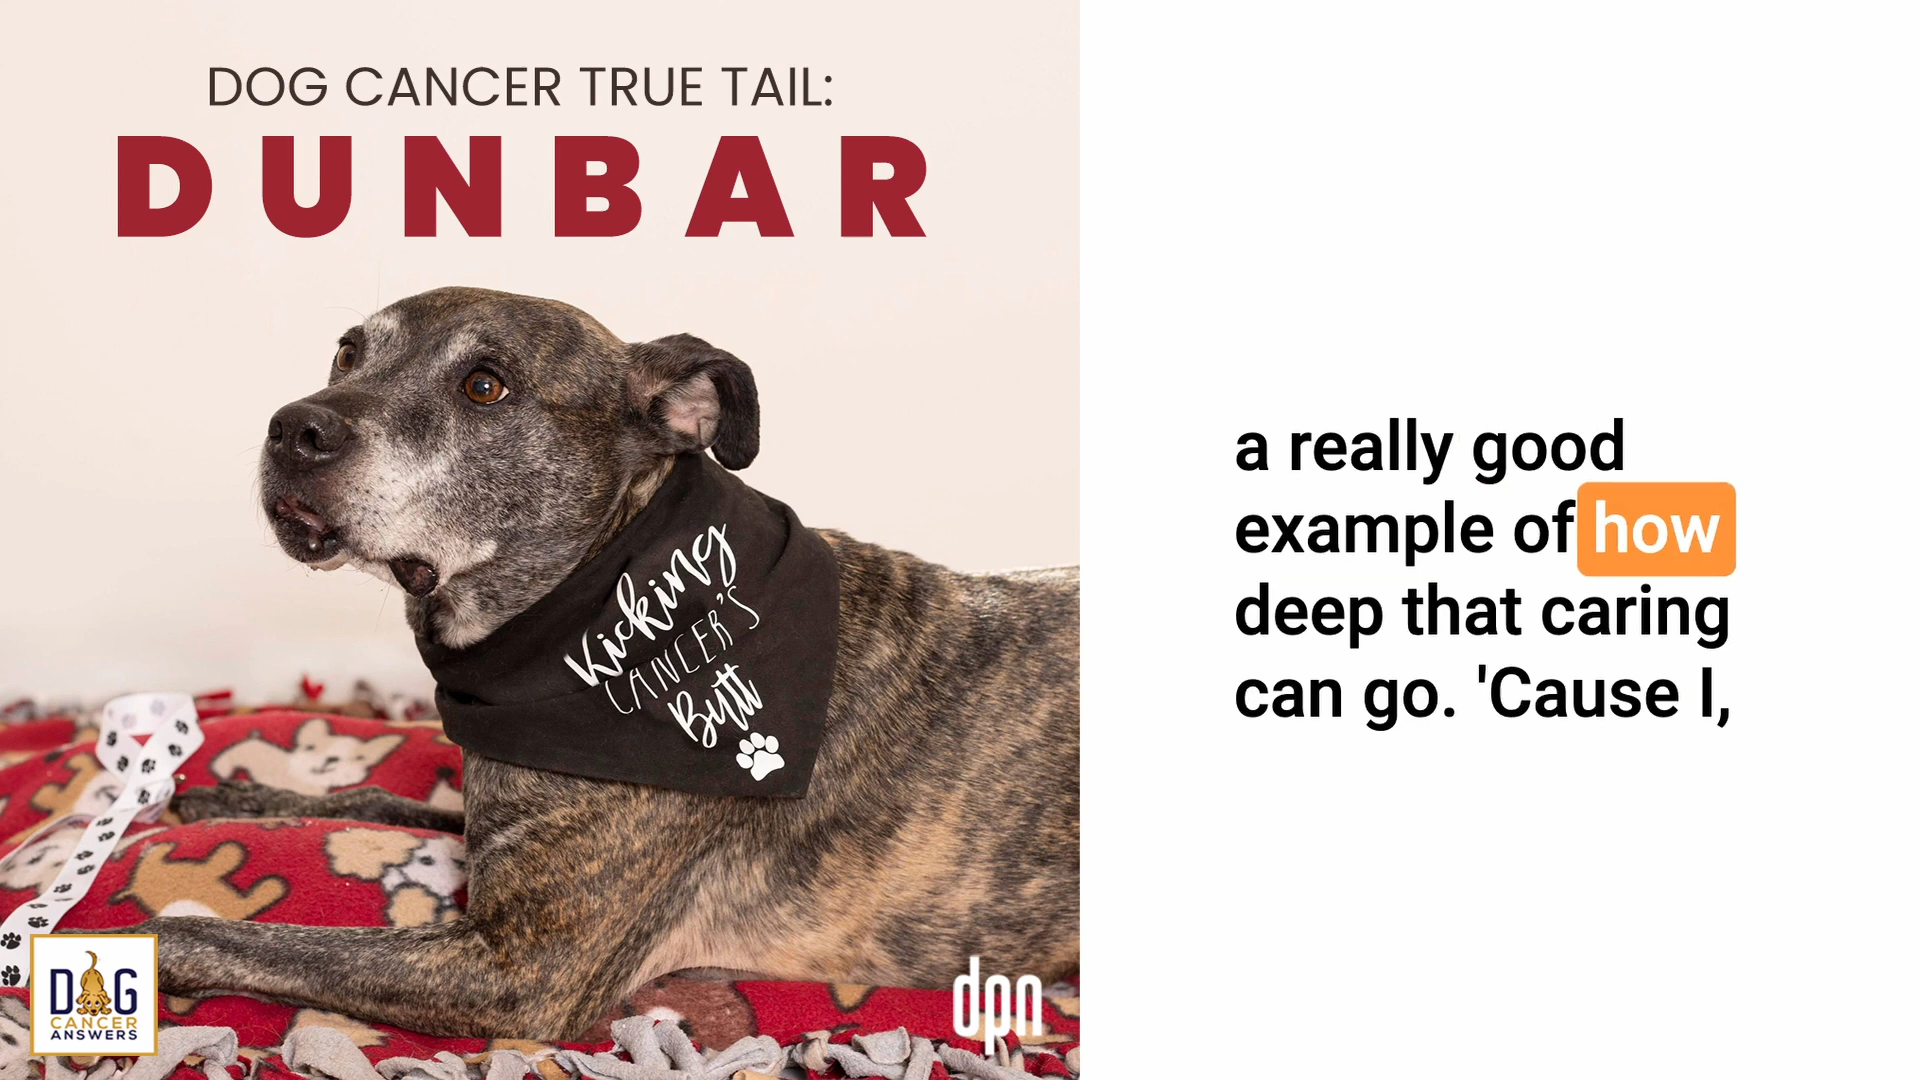 DOG CANCER TRUE TAIL:
DUNBAR
Kicking
CANCER'S
Butt
DOG
CANCER
ANSWERS
dpn
a really good
example of how
deep that caring
can go. 'Cause I,